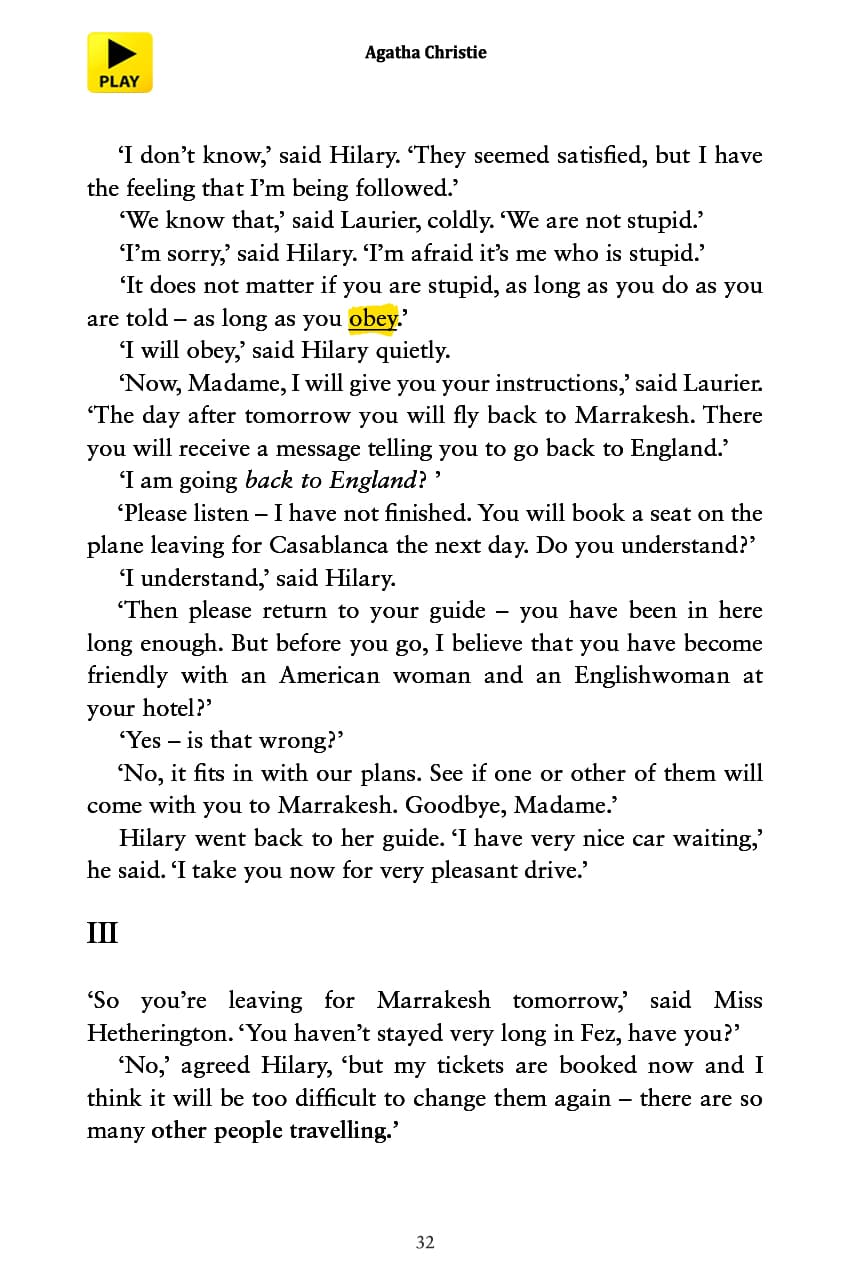 PLAY
Agatha Christie
‘I don’t know,’ said Hilary. ‘They seemed satisfied, but I have
the feeling that I’m being followed.’
‘We know that,’ said Laurier, coldly. ‘We are not stupid.’
‘I’m sorry,’ said Hilary. ‘I’m afraid it’s me who is stupid.’
‘It does not matter if you are stupid, as long as you do as you
are told – as long as you obey.’
‘I will obey,’ said Hilary quietly.
‘Now, Madame, I will give you your instructions,’ said Laurier.
‘The day after tomorrow you will fly back to Marrakesh. There
you will receive a message telling you to go back to England.’
‘I am going back to England? ’
‘Please listen – I have not finished. You will book a seat on the
plane leaving for Casablanca the next day. Do you understand?’
‘I understand,’ said Hilary.
‘Then please return to your guide – you have been in here
long enough. But before you go, I believe that you have become
friendly with an American woman and an Englishwoman at
your hotel?’
‘Yes – is that wrong?’
‘No, it fits in with our plans. See if one or other of them will
come with you to Marrakesh. Goodbye, Madame.’
Hilary went back to her guide. ‘I have very nice car waiting,’
he said. ‘I take you now for very pleasant drive.’
III
‘So you’re leaving for Marrakesh tomorrow,’ said Miss
Hetherington. ‘You haven’t stayed very long in Fez, have you?’
‘No,’ agreed Hilary, ‘but my tickets are booked now and I
think it will be too difficult to change them again – there are so
many other people travelling.’
32